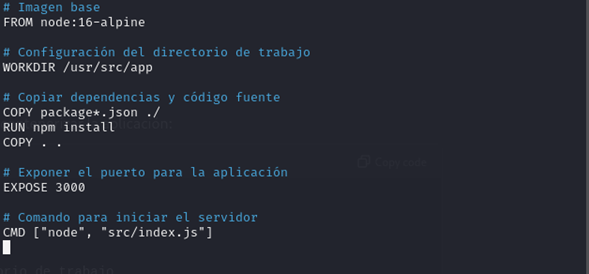 # Imagen base
FROM node:16-alpine
# Configuración del directorio de trabajo
WORKDIR /usr/src/app
# Copiar dependencias y código fuente
COPY package*.json ./
RUN npm install
COPY . .
# Exponer el puerto para la aplicación
EXPOSE 3000
# Comando para iniciar el servidor
CMD ["node", "src/index.js"]